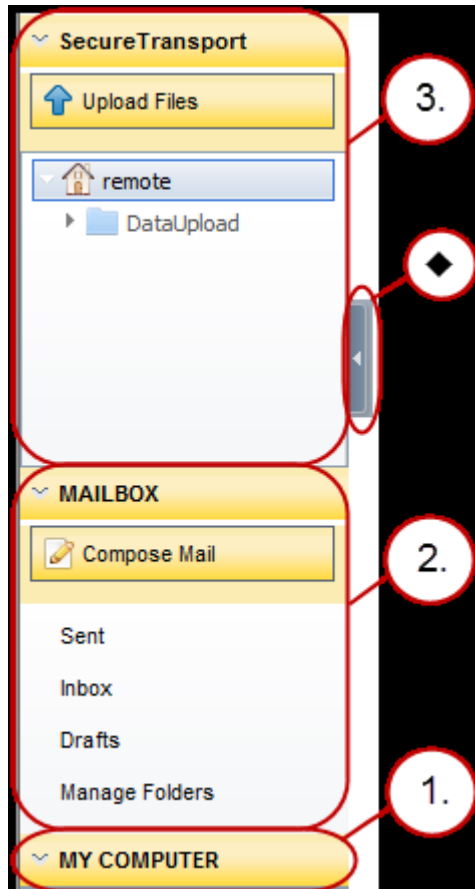 SecureTransport
Upload Files
3.
remote
DataUpload
◆
MAILBOX
Compose Mail
2.
Sent
Inbox
Drafts
Manage Folders
1.
MY COMPUTER